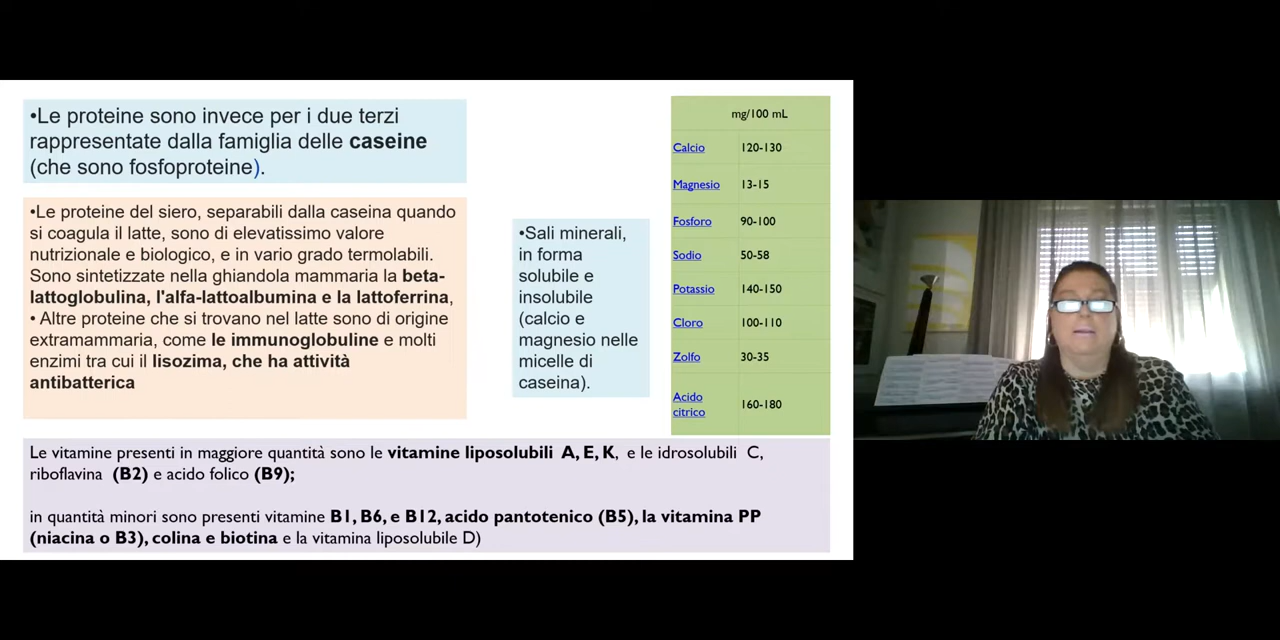 •Le proteine sono invece per i due terzi
rappresentate dalla famiglia delle caseine
(che sono fosfoproteine).
•Le proteine del siero, separabili dalla caseina quando
si coagula il latte, sono di elevatissimo valore
nutrizionale e biologico, e in vario grado termolabili.
Sono sintetizzate nella ghiandola mammaria la beta-
lattoglobulina, l'alfa-lattoalbumina e la lattoferrina,
• Altre proteine che si trovano nel latte sono di origine
extramammaria, come le immunoglobuline e molti
enzimi tra cui il lisozima, che ha attività
antibatterica
•Sali minerali,
in forma
solubile e
insolubile
(calcio e
magnesio nelle
micelle di
caseina).
mg/100 mL
Calcio 120-130
Magnesio 13-15
Fosforo 90-100
Sodio 50-58
Potassio 140-150
Cloro 100-110
Zolfo 30-35
Acido
citrico 160-180
Le vitamine presenti in maggiore quantità sono le vitamine liposolubili A, E, K, e le idrosolubili C,
riboflavina (B2) e acido folico (B9);
in quantità minori sono presenti vitamine B1, B6, e B12, acido pantotenico (B5), la vitamina PP
(niacina o B3), colina e biotina e la vitamina liposolubile D)